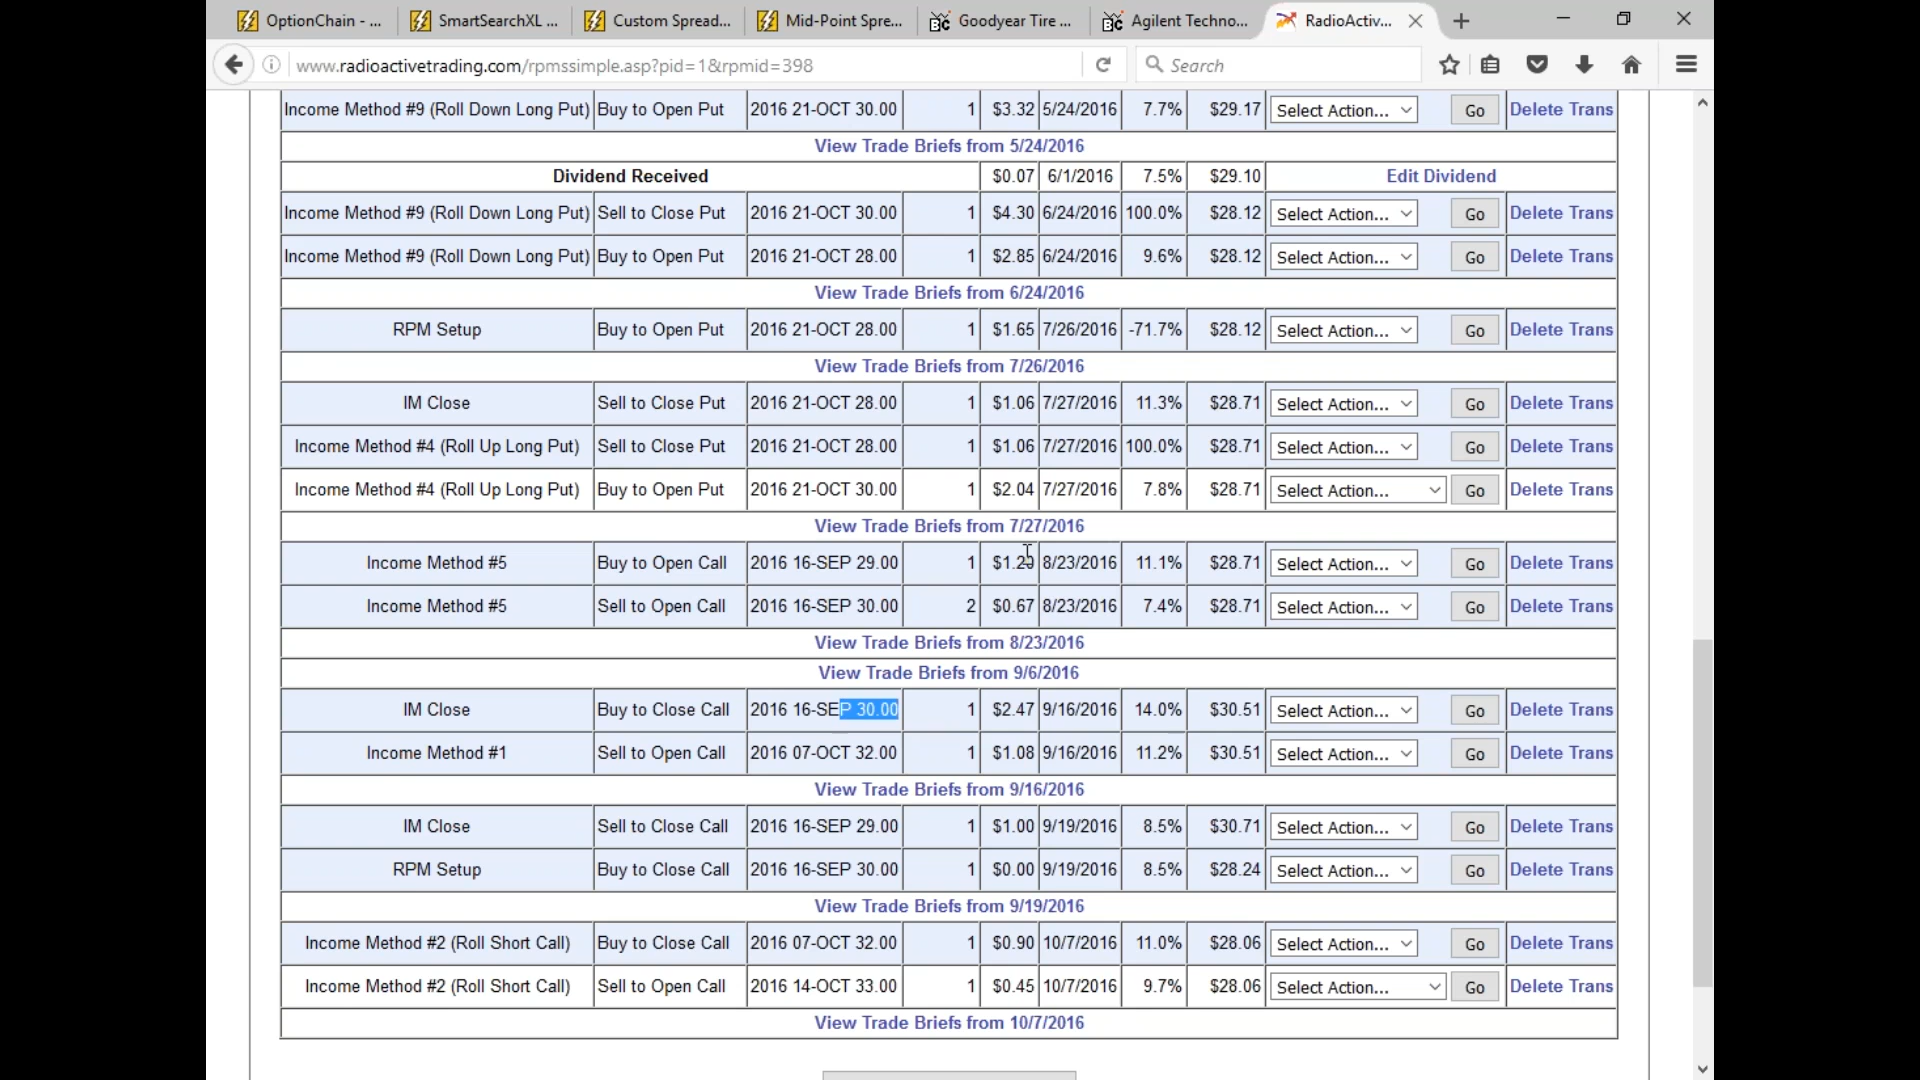 OptionChain - ... SmartSearchXL ... Custom Spread... Mid-Point Spre... Goodyear Tire ... Agilent Techno... RadioActiv...
www.radioactivetrading.com/rpmssimple.asp?pid=1&rpmid=398 Search
Income Method #9 (Roll Down Long Put) Buy to Open Put 2016 21-OCT 30.00 1 $3.32 5/24/2016 7.7% $29.17 Select Action... Go Delete Trans
View Trade Briefs from 5/24/2016
Dividend Received $0.07 6/1/2016 7.5% $29.10 Edit Dividend
Income Method #9 (Roll Down Long Put) Sell to Close Put 2016 21-OCT 30.00 1 $4.30 6/24/2016 100.0% $28.12 Select Action... Go Delete Trans
Income Method #9 (Roll Down Long Put) Buy to Open Put 2016 21-OCT 28.00 1 $2.85 6/24/2016 9.6% $28.12 Select Action... Go Delete Trans
View Trade Briefs from 6/24/2016
RPM Setup Buy to Open Put 2016 21-OCT 28.00 1 $1.65 7/26/2016 -71.7% $28.12 Select Action... Go Delete Trans
View Trade Briefs from 7/26/2016
IM Close Sell to Close Put 2016 21-OCT 28.00 1 $1.06 7/27/2016 11.3% $28.71 Select Action... Go Delete Trans
Income Method #4 (Roll Up Long Put) Sell to Close Put 2016 21-OCT 28.00 1 $1.06 7/27/2016 100.0% $28.71 Select Action... Go Delete Trans
Income Method #4 (Roll Up Long Put) Buy to Open Put 2016 21-OCT 30.00 1 $2.04 7/27/2016 7.8% $28.71 Select Action... Go Delete Trans
View Trade Briefs from 7/27/2016
Income Method #5 Buy to Open Call 2016 16-SEP 29.00 1 8/23/2016 11.1% $28.71 Select Action... Go Delete Trans
Income Method #5 Sell to Open Call 2016 16-SEP 30.00 2 $0.67 8/23/2016 7.4% $28.71 Select Action... Go Delete Trans
View Trade Briefs from 8/23/2016
View Trade Briefs from 9/6/2016
IM Close Buy to Close Call 2016 16-SEP 30.00 1 $2.47 9/16/2016 14.0% $30.51 Select Action... Go Delete Trans
Income Method #1 Sell to Open Call 2016 07-OCT 32.00 1 $1.08 9/16/2016 11.2% $30.51 Select Action... Go Delete Trans
View Trade Briefs from 9/16/2016
IM Close Sell to Close Call 2016 16-SEP 29.00 1 $1.00 9/19/2016 8.5% $30.71 Select Action... Go Delete Trans
RPM Setup Buy to Close Call 2016 16-SEP 30.00 1 $0.00 9/19/2016 8.5% $28.24 Select Action... Go Delete Trans
View Trade Briefs from 9/19/2016
Income Method #2 (Roll Short Call) Buy to Close Call 2016 07-OCT 32.00 1 $0.90 10/7/2016 11.0% $28.06 Select Action... Go Delete Trans
Income Method #2 (Roll Short Call) Sell to Open Call 2016 14-OCT 33.00 1 $0.45 10/7/2016 9.7% $28.06 Select Action... Go Delete Trans
View Trade Briefs from 10/7/2016